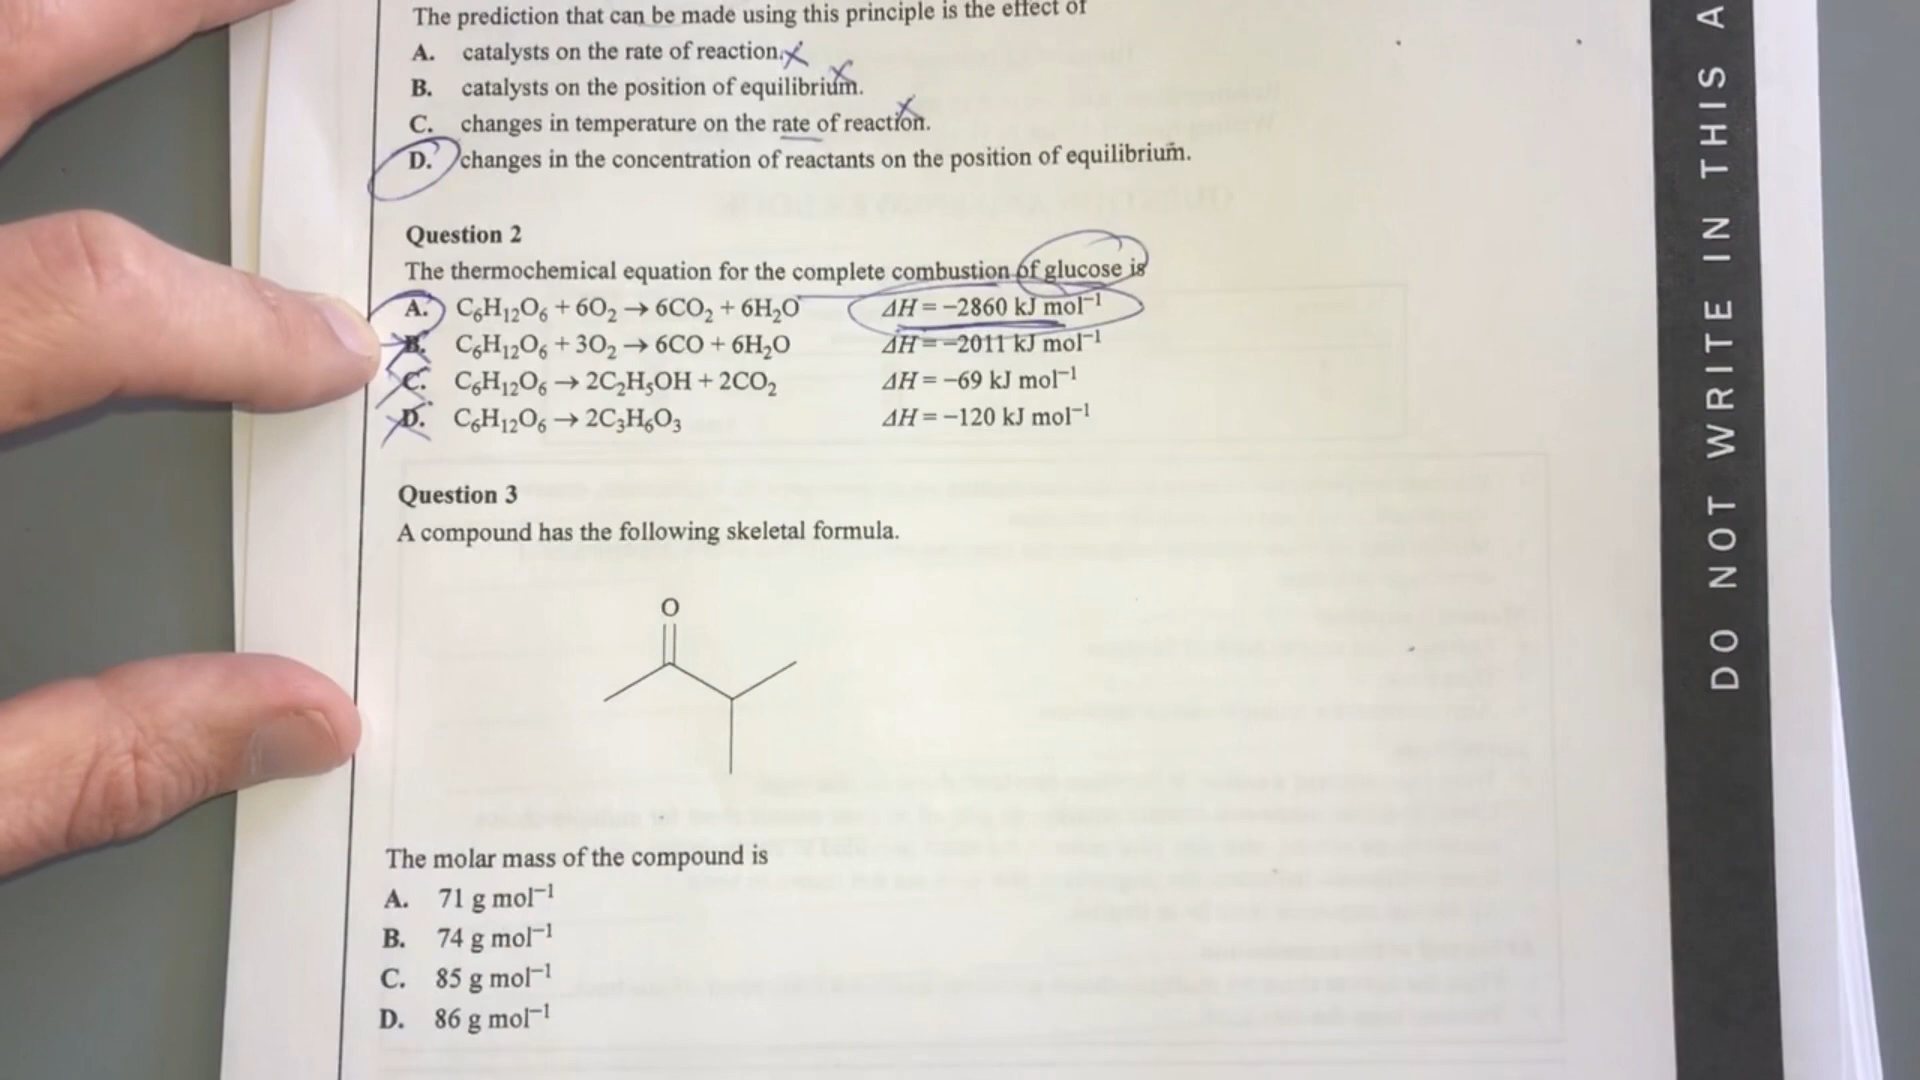 The prediction that can be made using this principle is the effect of
A. catalysts on the rate of reaction.
B. catalysts on the position of equilibrium.
C. changes in temperature on the rate of reaction.
D. changes in the concentration of reactants on the position of equilibrium.
Question 2
The thermochemical equation for the complete combustion of glucose is
A. C₆H₁₂O₆ + 6O₂ → 6CO₂ + 6H₂O ΔH = −2860 kJ mol⁻¹
B. C₆H₁₂O₆ + 3O₂ → 6CO + 6H₂O ΔH = −2011 kJ mol⁻¹
C. C₆H₁₂O₆ → 2C₂H₅OH + 2CO₂ ΔH = −69 kJ mol⁻¹
D. C₆H₁₂O₆ → 2C₃H₆O₃ ΔH = −120 kJ mol⁻¹
Question 3
A compound has the following skeletal formula.
O
The molar mass of the compound is
A. 71 g mol⁻¹
B. 74 g mol⁻¹
C. 85 g mol⁻¹
D. 86 g mol⁻¹
DO NOT WRITE IN THIS A